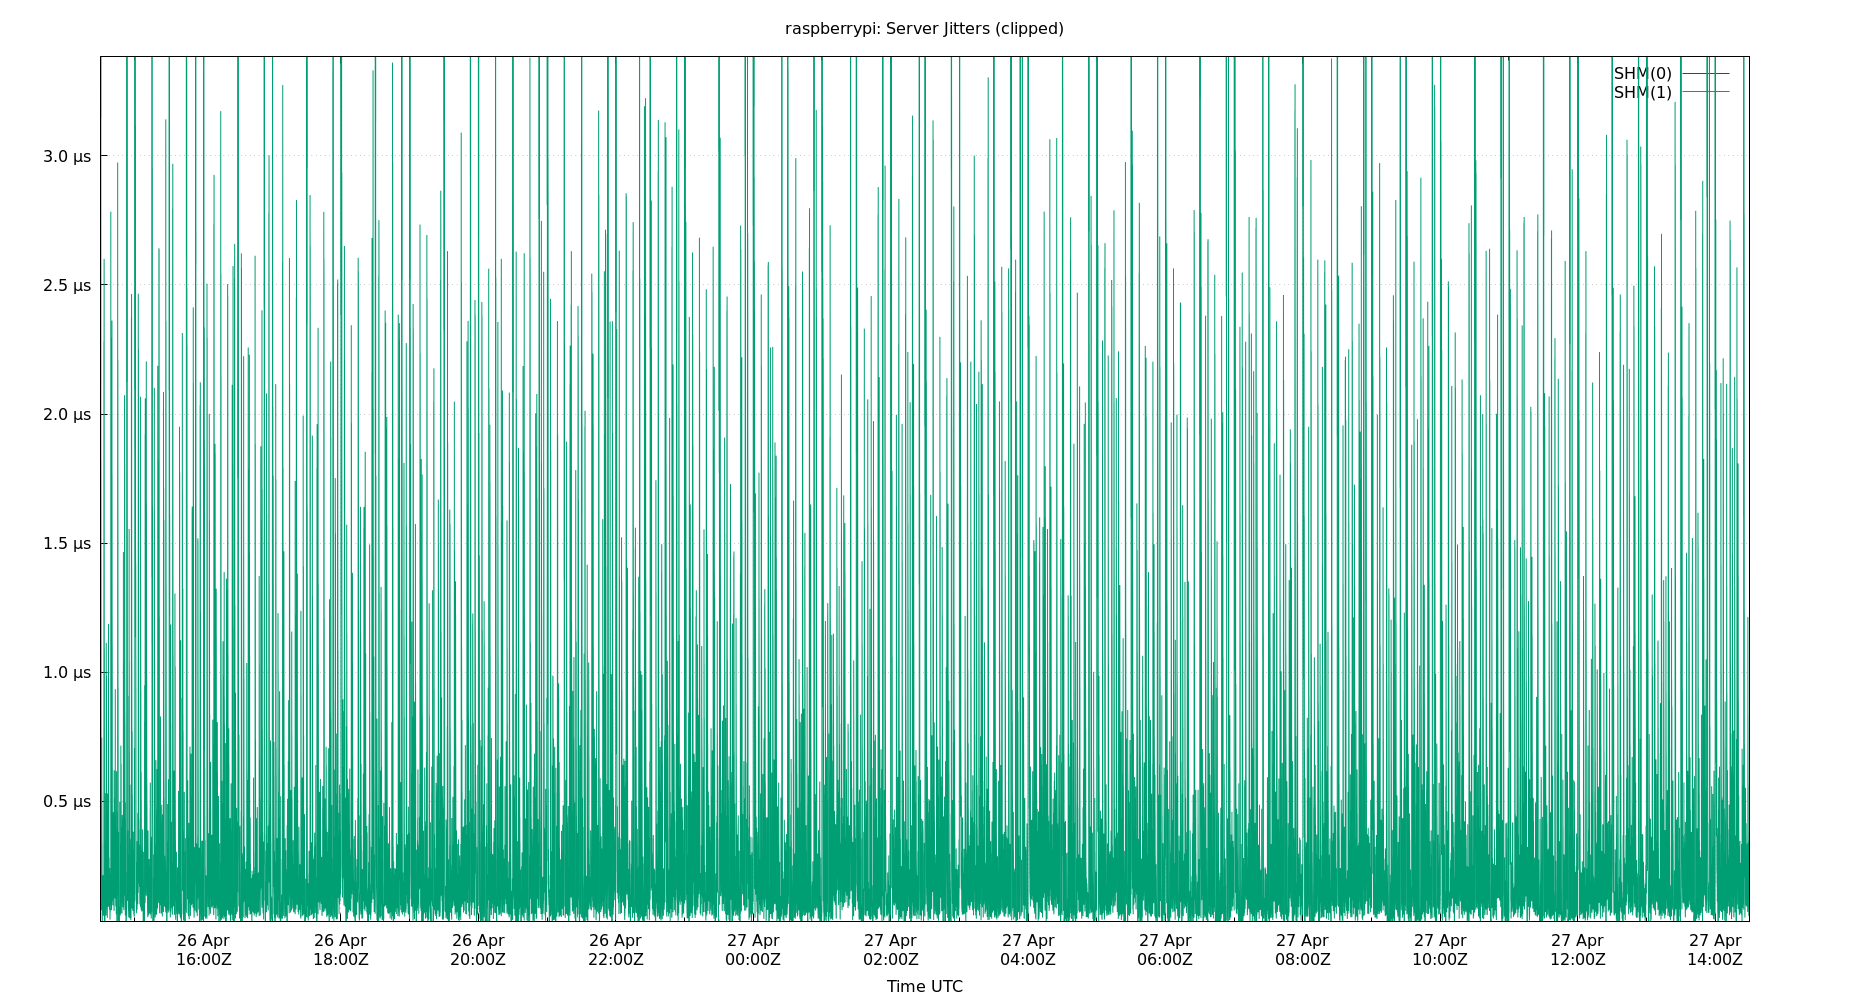 raspberrypi: Server Jitters (clipped)
SHM(0)
SHM(1)
3.0 µs
2.5 µs
2.0 µs
1.5 µs
1.0 µs
0.5 µs
26 Apr 26 Apr 26 Apr 26 Apr 27 Apr 27 Apr 27 Apr 27 Apr 27 Apr 27 Apr 27 Apr 27 Apr
16:00Z 18:00Z 20:00Z 22:00Z 00:00Z 02:00Z 04:00Z 06:00Z 08:00Z 10:00Z 12:00Z 14:00Z
Time UTC